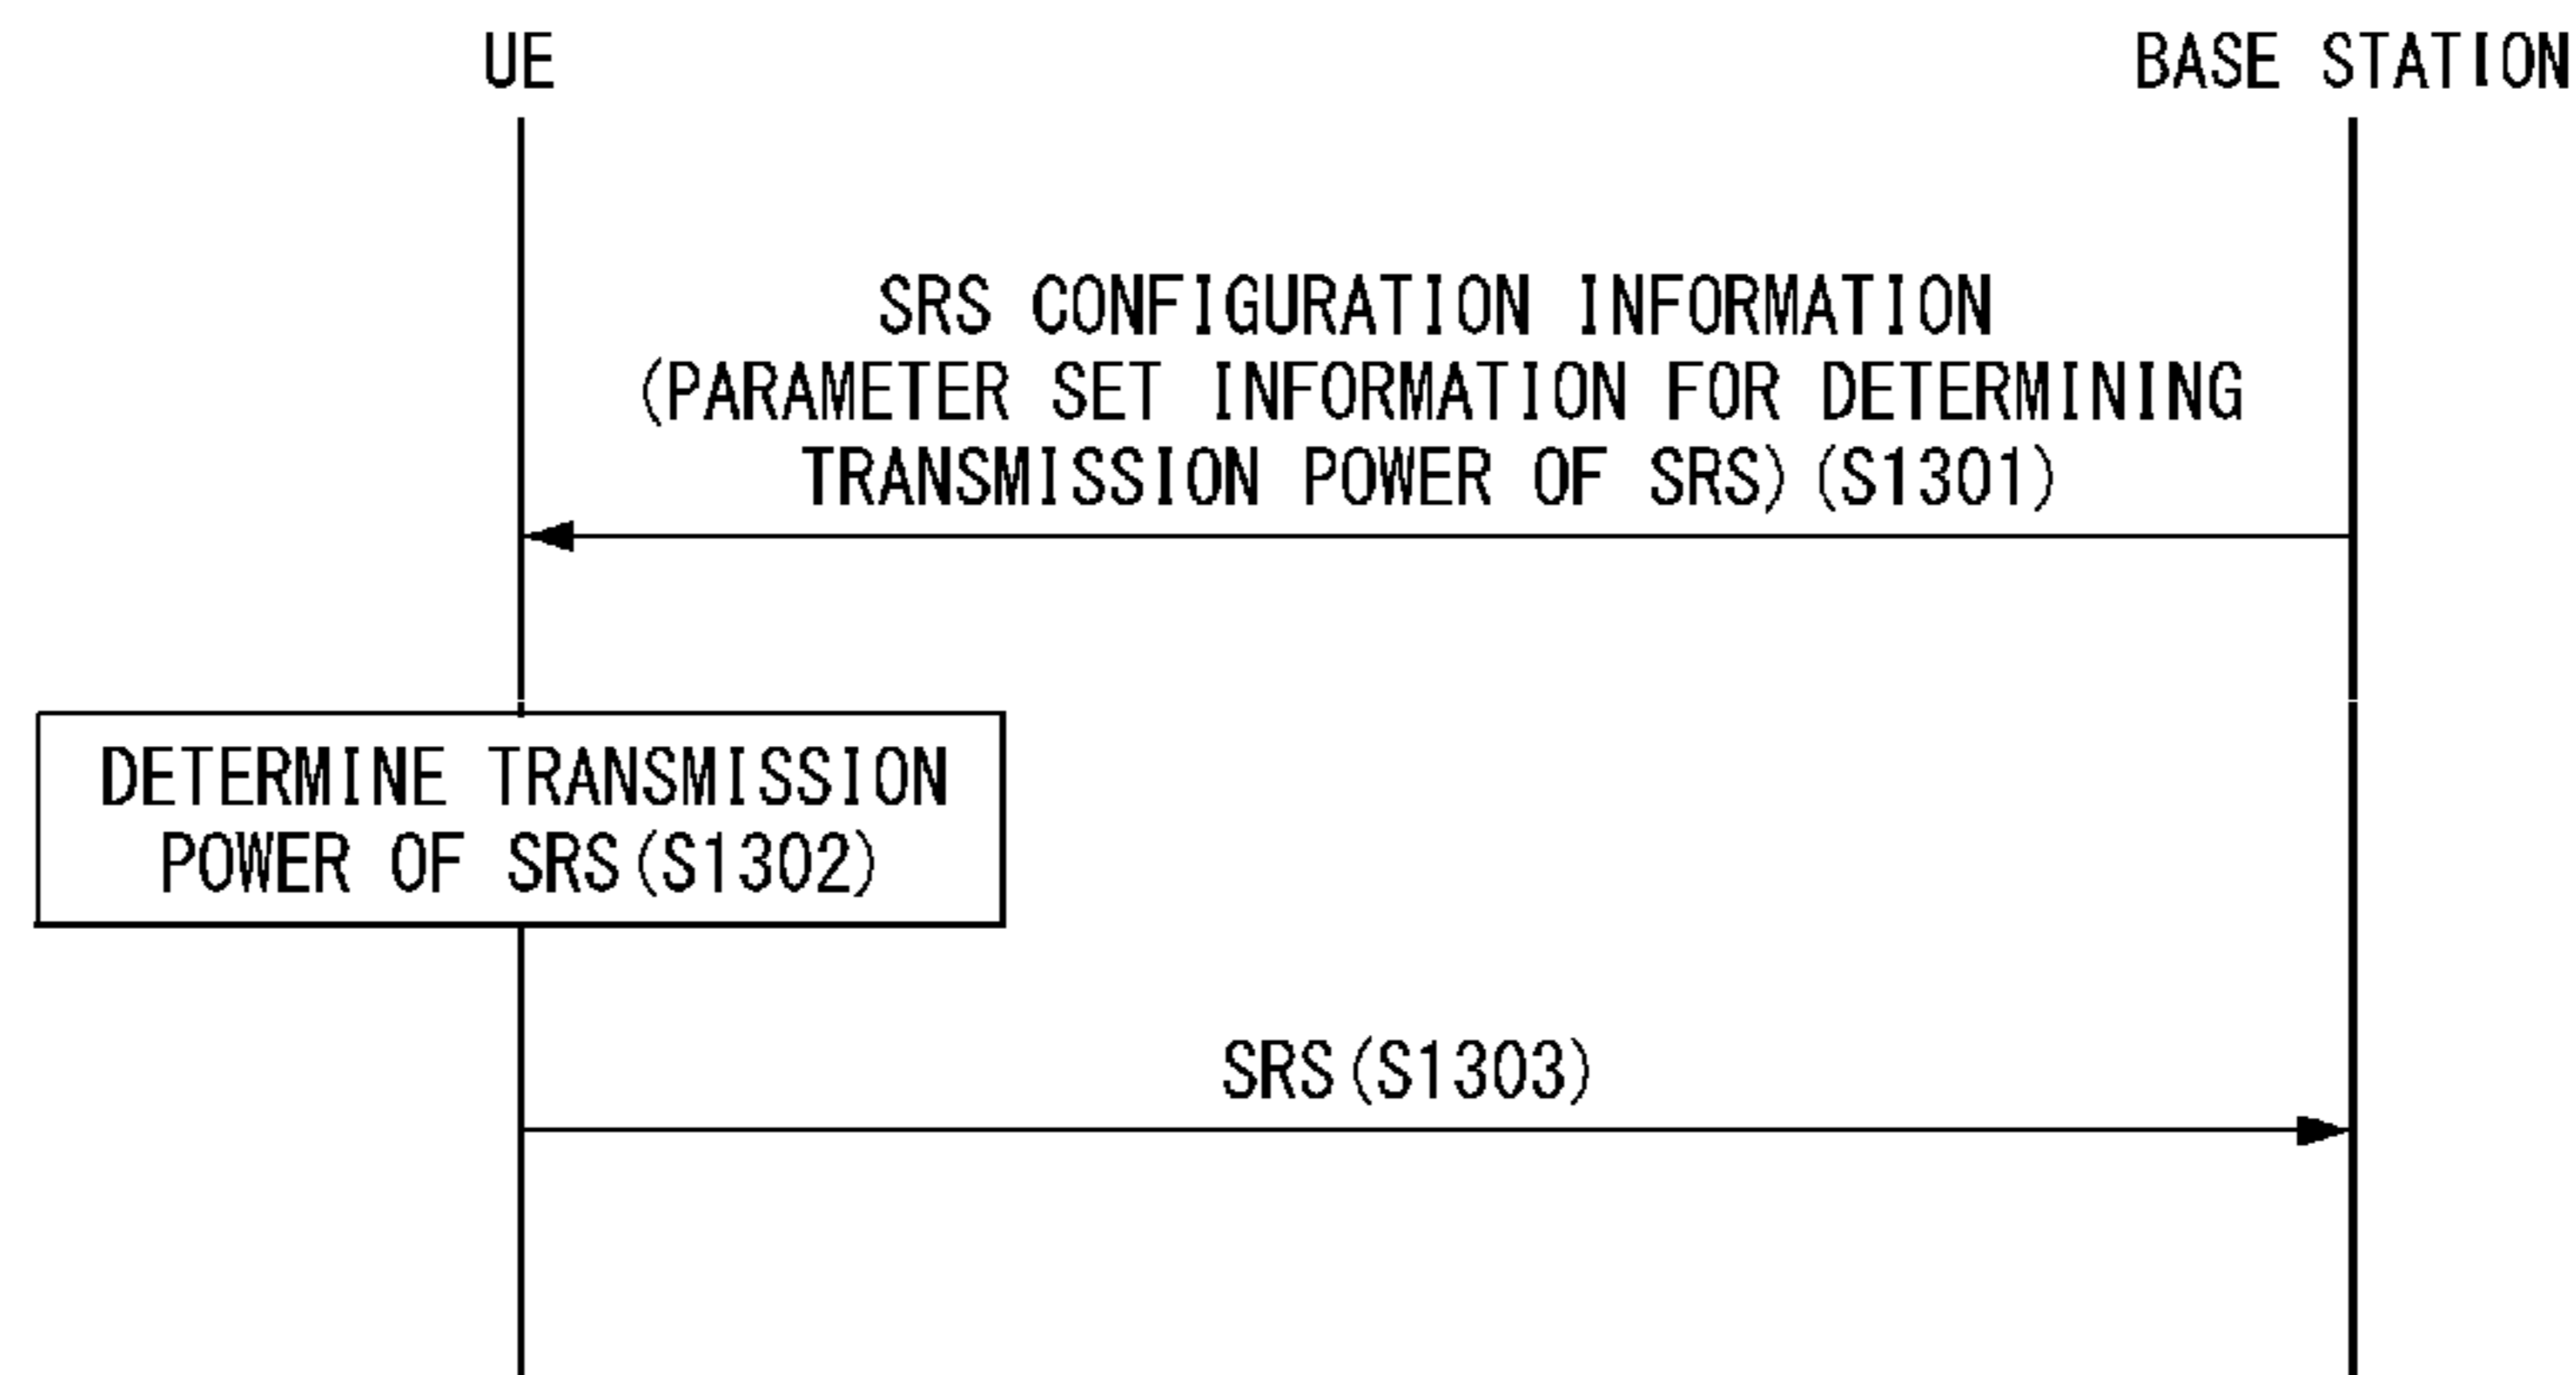 UE
BASE STATION
SRS CONFIGURATION INFORMATION
(PARAMETER SET INFORMATION FOR DETERMINING
TRANSMISSION POWER OF SRS)(S1301)
DETERMINE TRANSMISSION
POWER OF SRS(S1302)
SRS(S1303)